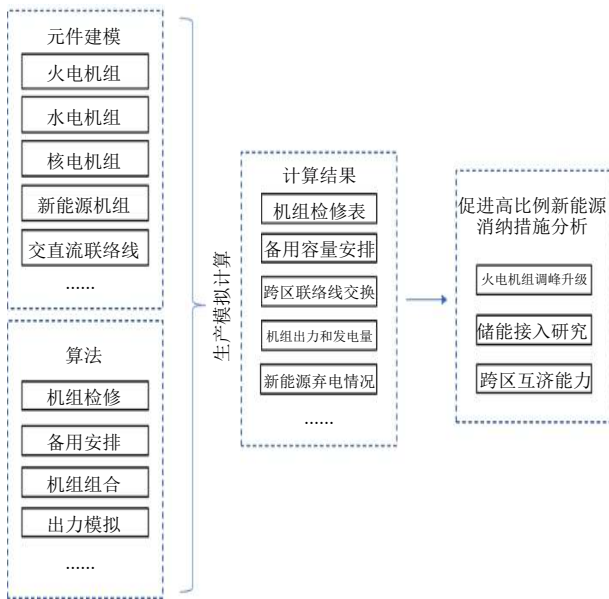 元件建模
火电机组
水电机组
核电机组
新能源机组
交直流联络线
......
算法
机组检修
备用安排
机组组合
出力模拟
......
生产模拟计算
计算结果
机组检修表
备用容量安排
跨区联络线交换
机组出力和发电量
新能源弃电情况
......
促进高比例新能源
消纳措施分析
火电机组调峰升级
储能接入研究
跨区互济能力